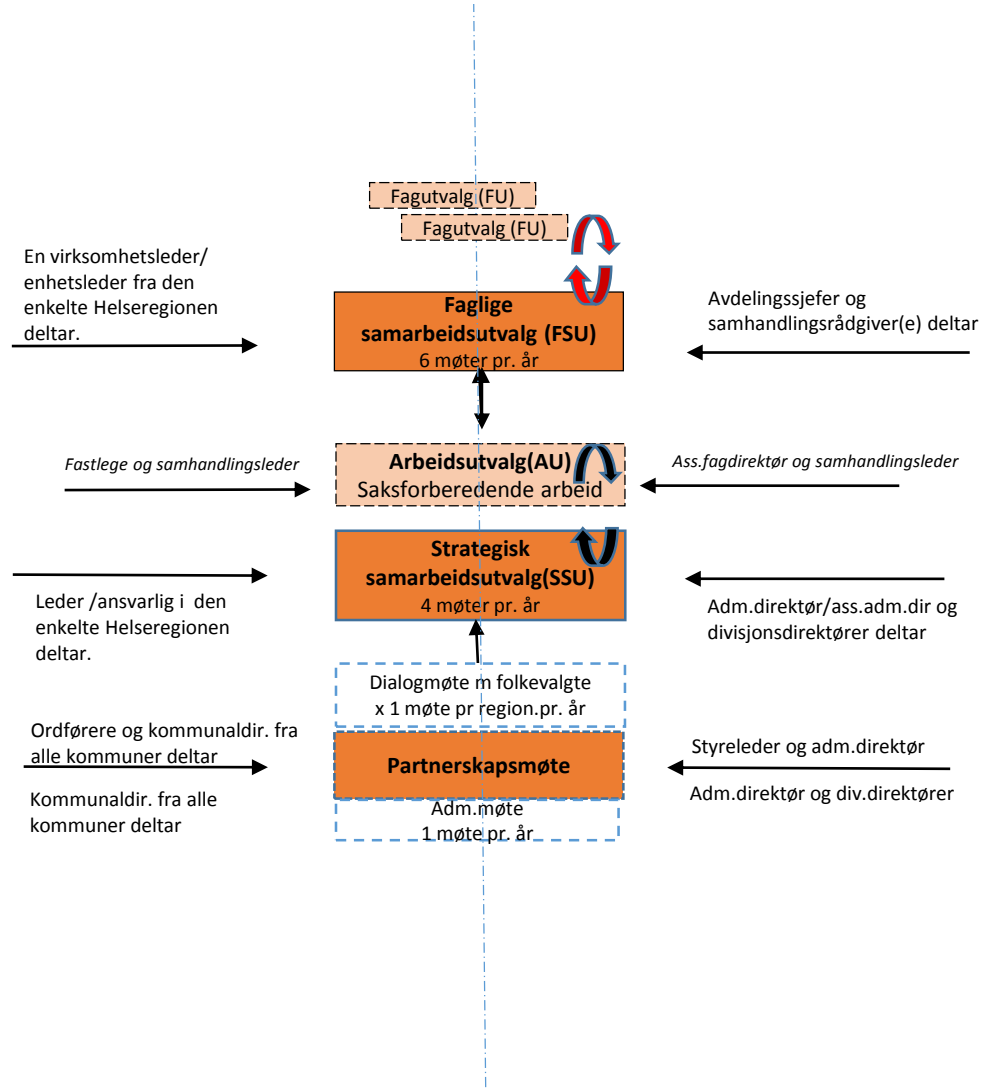 Fagutvalg (FU)
Fagutvalg (FU)
En virksomhetsleder/
enhetsleder fra den
enkelte Helseregionen
deltar.
Faglige
samarbeidsutvalg (FSU)
6 møter pr. år
Avdelingssjefer og
samhandlingsrådgiver(e) deltar
Fastlege og samhandlingsleder
Arbeidsutvalg(AU)
Saksforberedende arbeid
Ass.fagdirektør og samhandlingsleder
Strategisk
samarbeidsutvalg(SSU)
4 møter pr. år
Leder /ansvarlig i  den
enkelte Helseregionen
deltar.
Adm.direktør/ass.adm.dir og
divisjonsdirektører deltar
Dialogmøte m folkevalgte
x 1 møte pr region.pr. år
Ordførere og kommunaldir. fra
alle kommuner deltar
Partnerskapsmøte
Styreleder og adm.direktør
Kommunaldir. fra alle
kommuner deltar
Adm.møte
1 møte pr. år
Adm.direktør og div.direktører